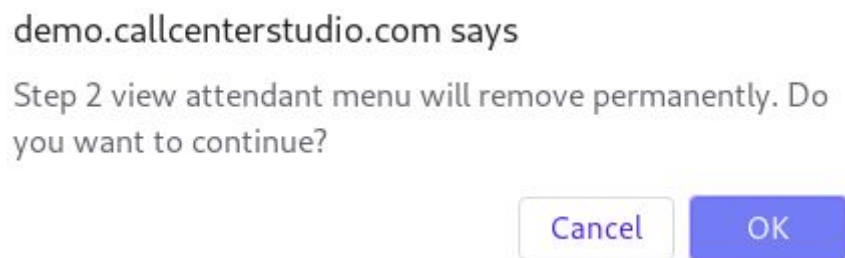 demo.callcenterstudio.com says
Step 2 view attendant menu will remove permanently. Do
you want to continue?
Cancel
OK